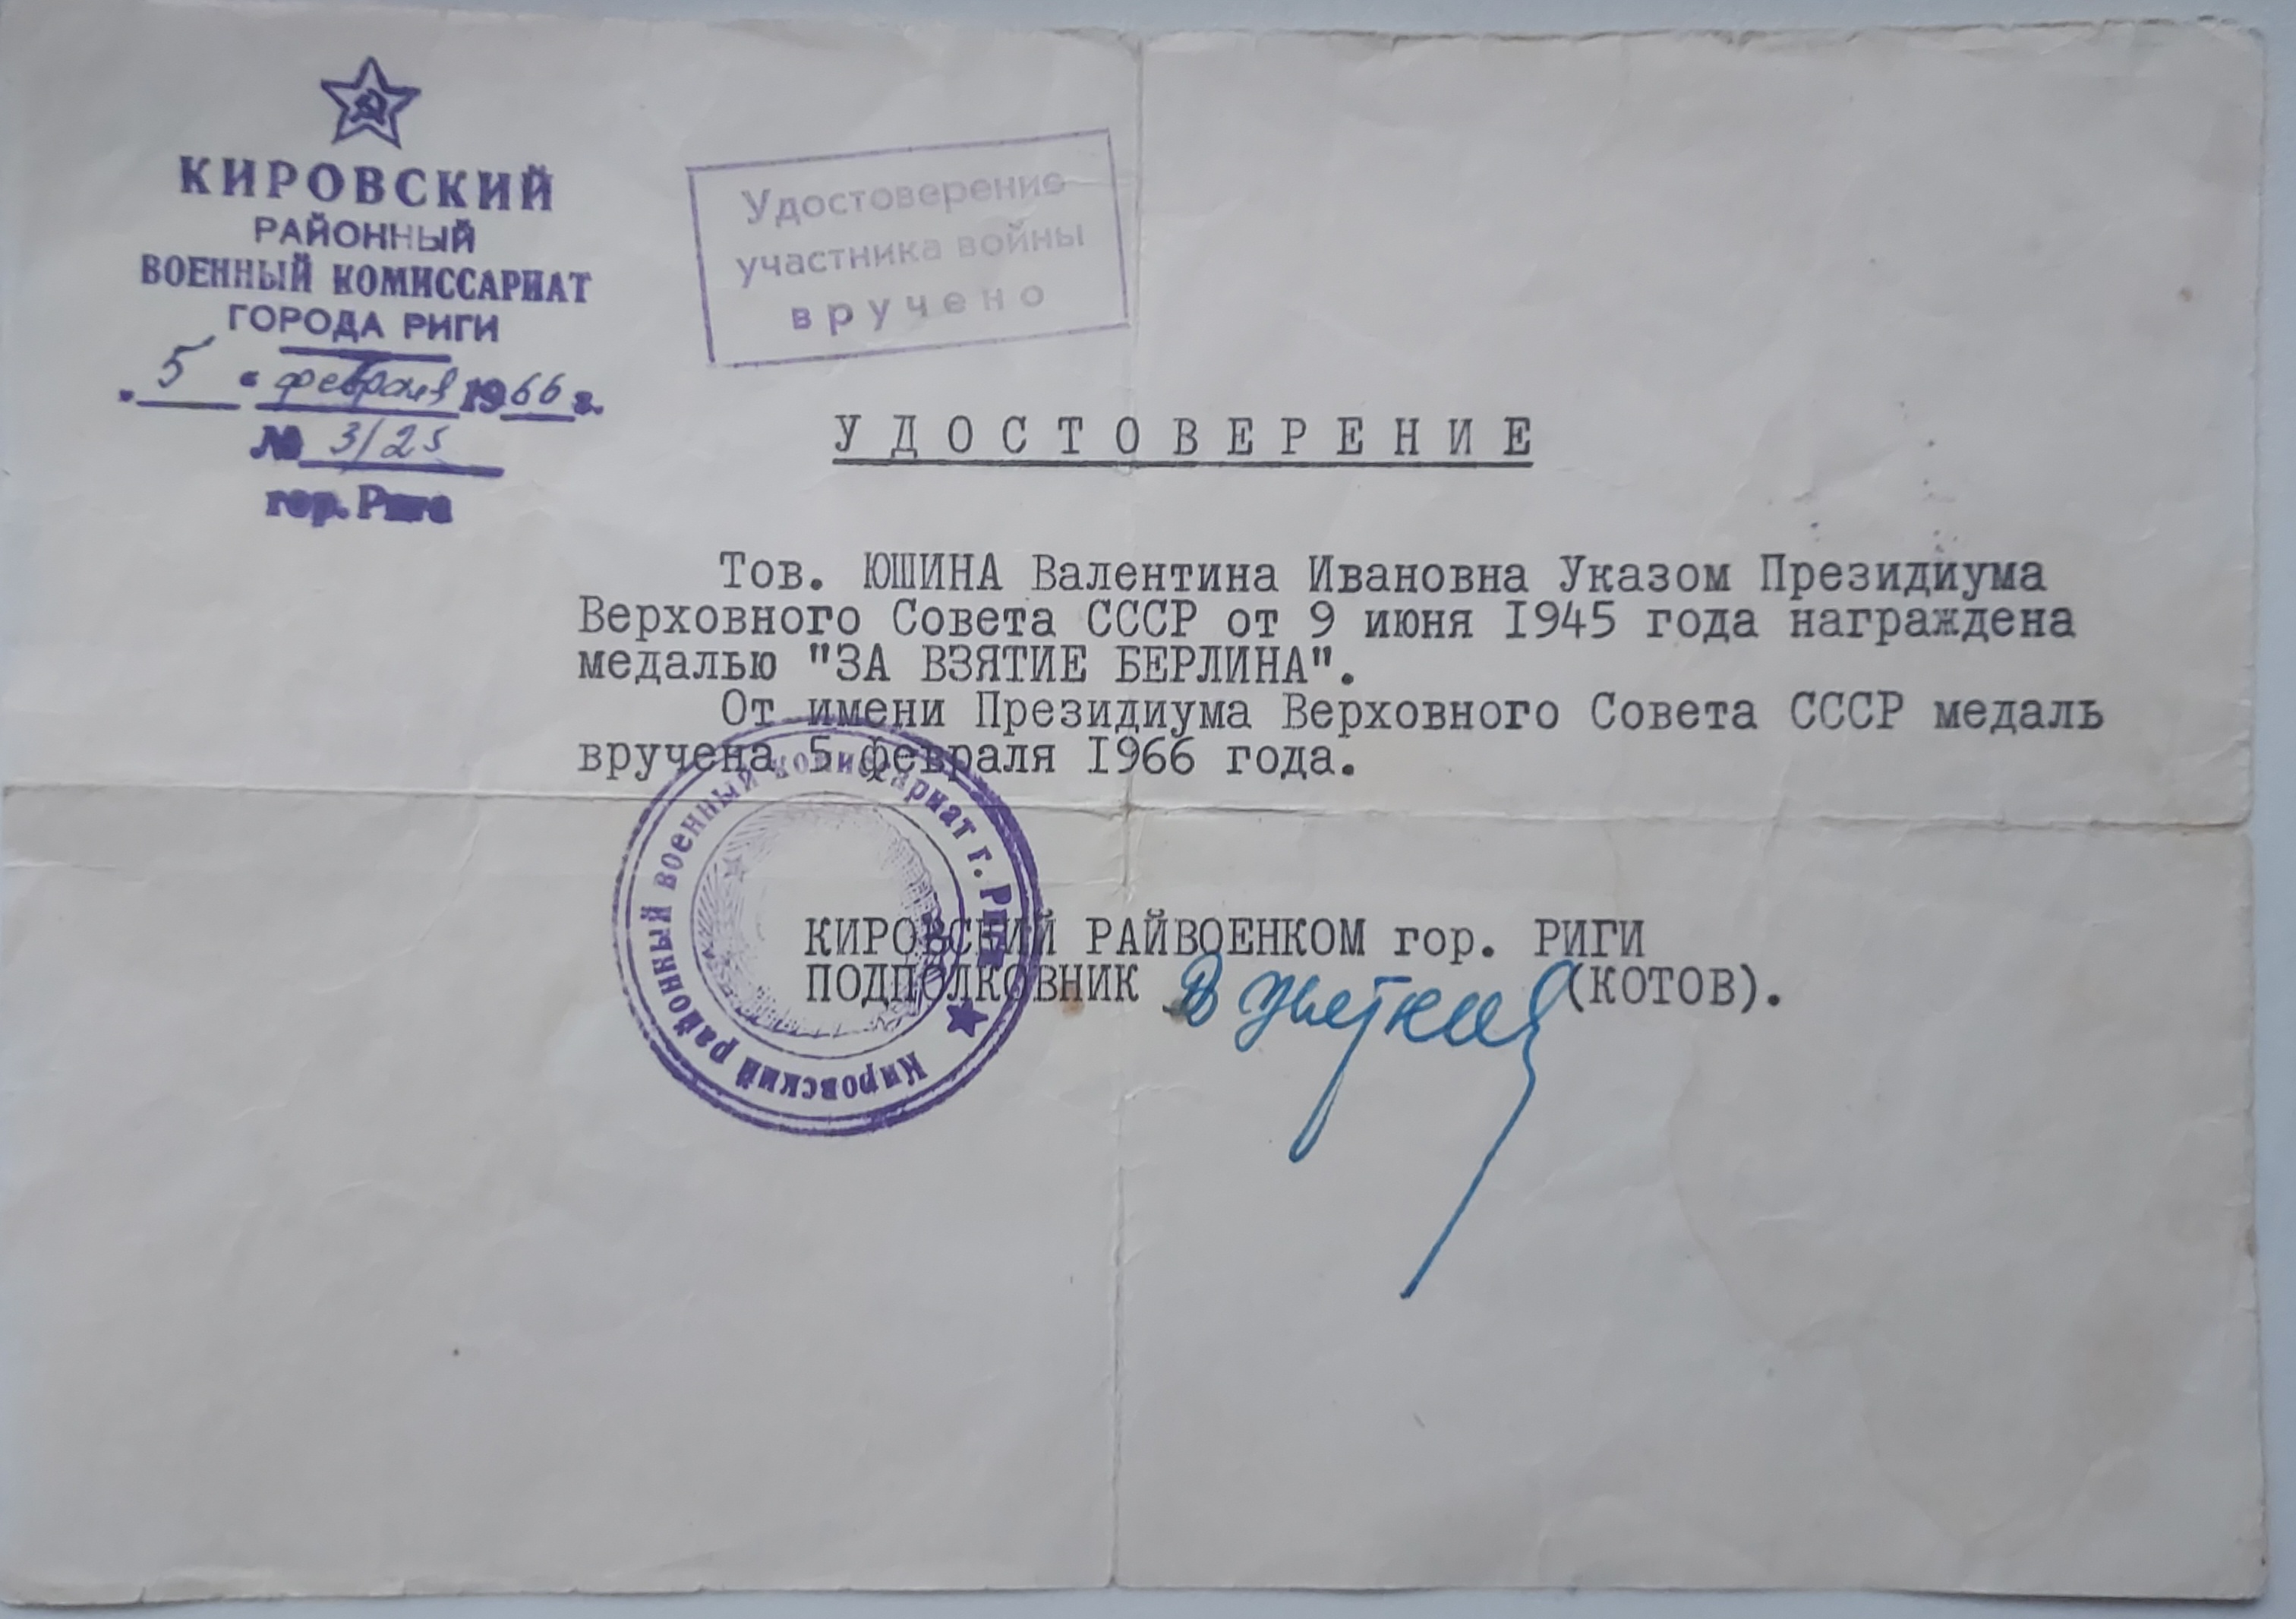 КИРОВСКИЙ
РАЙОННЫЙ
ВОЕННЫЙ КОМИССАРИАТ
ГОРОДА РИГИ
„ 5 “ февраля 1966 г.
№ 3/25
гор. Рига
Удостоверение
участника войны
вручено
УДОСТОВЕРЕНИЕ
Тов. ЮШИНА Валентина Ивановна Указом Президиума
Верховного Совета СССР от 9 июня 1945 года награждена
медалью "ЗА ВЗЯТИЕ БЕРЛИНА".
От имени Президиума Верховного Совета СССР медаль
вручена 5 февраля 1966 года.
Кировский районный военный комиссариат г. Риги
КИРОВСКИЙ РАЙВОЕНКОМ гор. РИГИ
ПОДПОЛКОВНИК (КОТОВ).